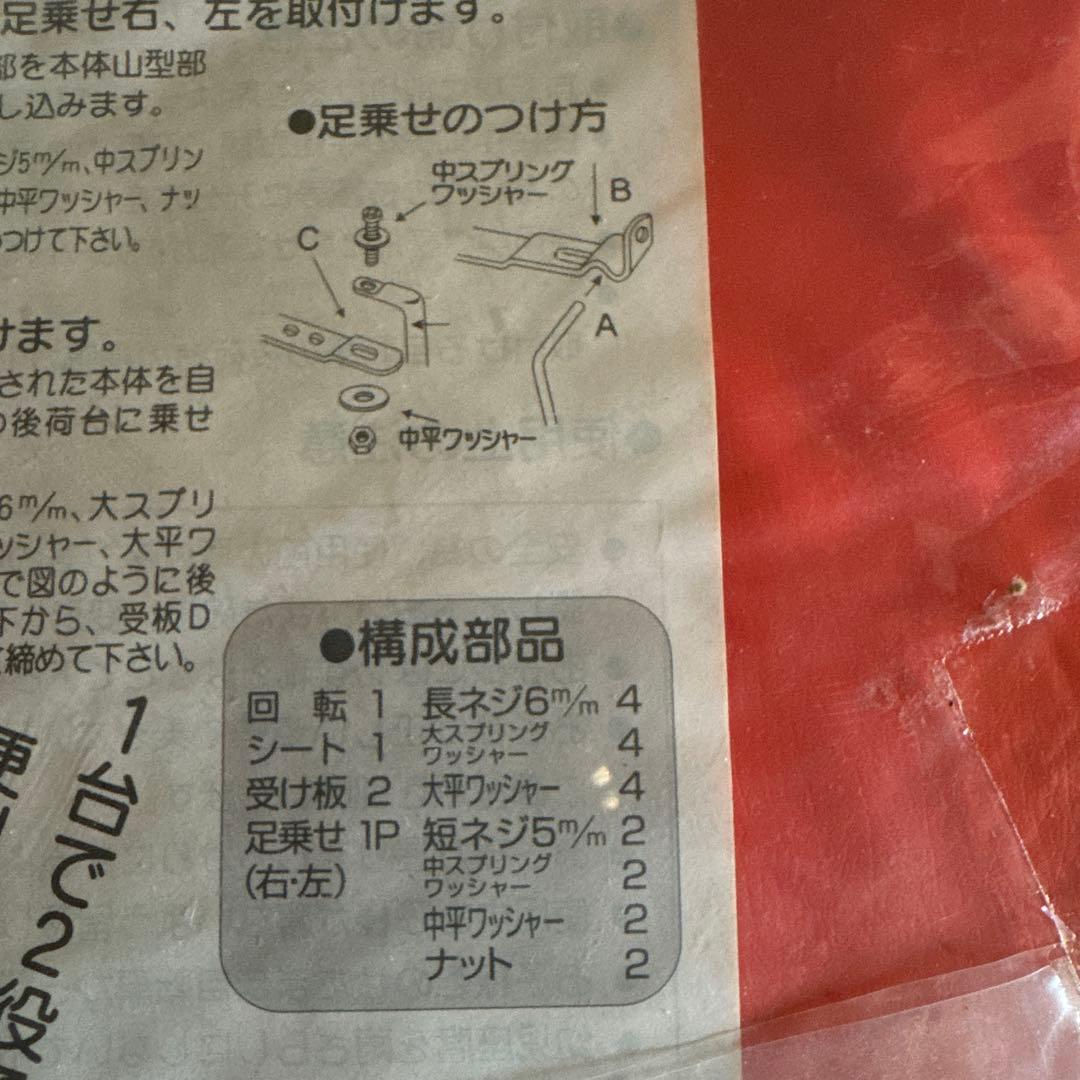 足乗せ右、左を取付けます。
部を本体山型部
し込みます。
ジ5m/m、中スプリン
中平ワッシャー、ナッ
つけて下さい。
けます。
された本体を自
の後荷台に乗せ
6m/m、大スプリ
ッシャー、大平ワ
で図のように後
下から、受板D
て締めて下さい。
●足乗せのつけ方
中スプリング
ワッシャー
B
C
A
中平ワッシャー
●構成部品
回転 1
シート 1
受け板 2
足乗せ 1P
(右・左)
長ネジ6m/m 4
大スプリング
ワッシャー 4
大平ワッシャー 4
短ネジ5m/m 2
中スプリング
ワッシャー 2
中平ワッシャー 2
ナット 2
1台で2役